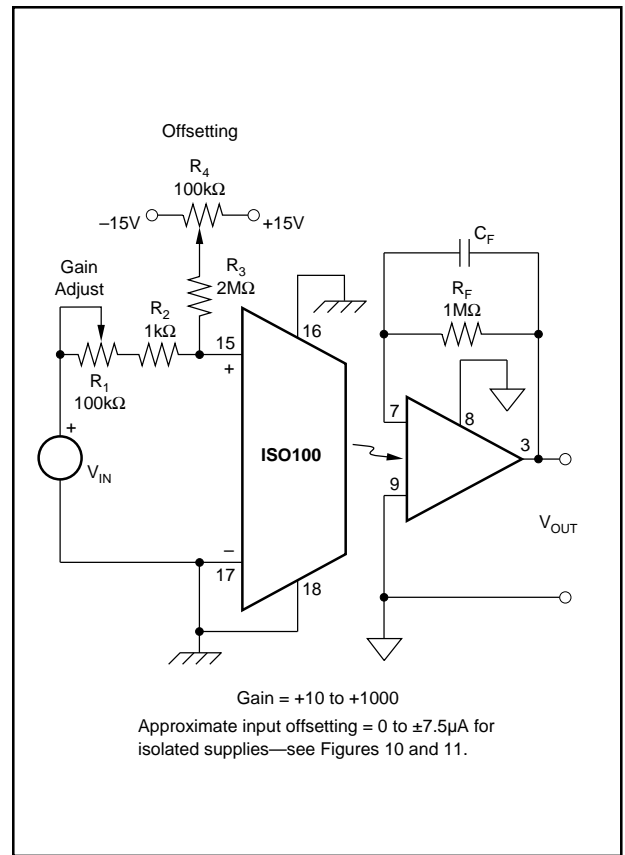 Offsetting
R4
100kΩ
–15V
+15V
Gain
Adjust
R3
2MΩ
R2
1kΩ
R1
100kΩ
15
+
16
ISO100
+
VIN
–
17
18
CF
RF
1MΩ
7
8
3
9
VOUT
Gain = +10 to +1000
Approximate input offsetting = 0 to ±7.5µA for
isolated supplies—see Figures 10 and 11.